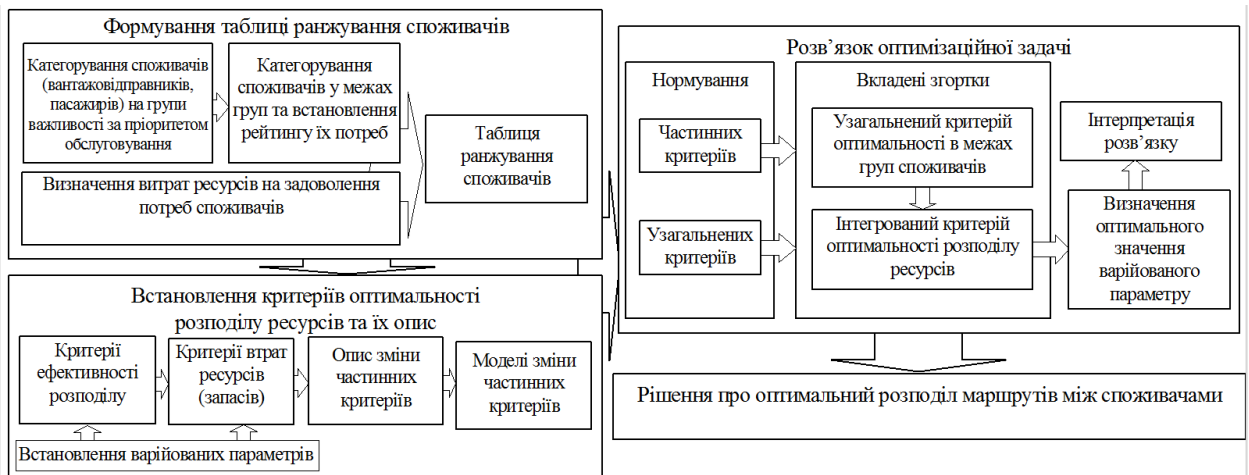 Формування таблиці ранжування споживачів
Категорування споживачів
(вантажовідправників,
пасажирів) на групи
важливості за пріоритетом
обслуговування
Категорування
споживачів у межах
груп та встановлення
рейтингу їх потреб
Визначення витрат ресурсів на задоволення
потреб споживачів
Таблиця
ранжування
споживачів
Встановлення критеріїв оптимальності
розподілу ресурсів та їх опис
Критерії
ефективності
розподілу
Критерії втрат
ресурсів
(запасів)
Опис зміни
частинних
критеріїв
Моделі зміни
частинних
критеріїв
Встановлення варійованих параметрів
Розв’язок оптимізаційної задачі
Нормування
Частинних
критеріїв
Узагальнених
критеріїв
Вкладені згортки
Узагальнений критерій
оптимальності в межах
груп споживачів
Інтегрований критерій
оптимальності розподілу
ресурсів
Інтерпретація
розв’язку
Визначення
оптимального
значення
варійованого
параметру
Рішення про оптимальний розподіл маршрутів між споживачами